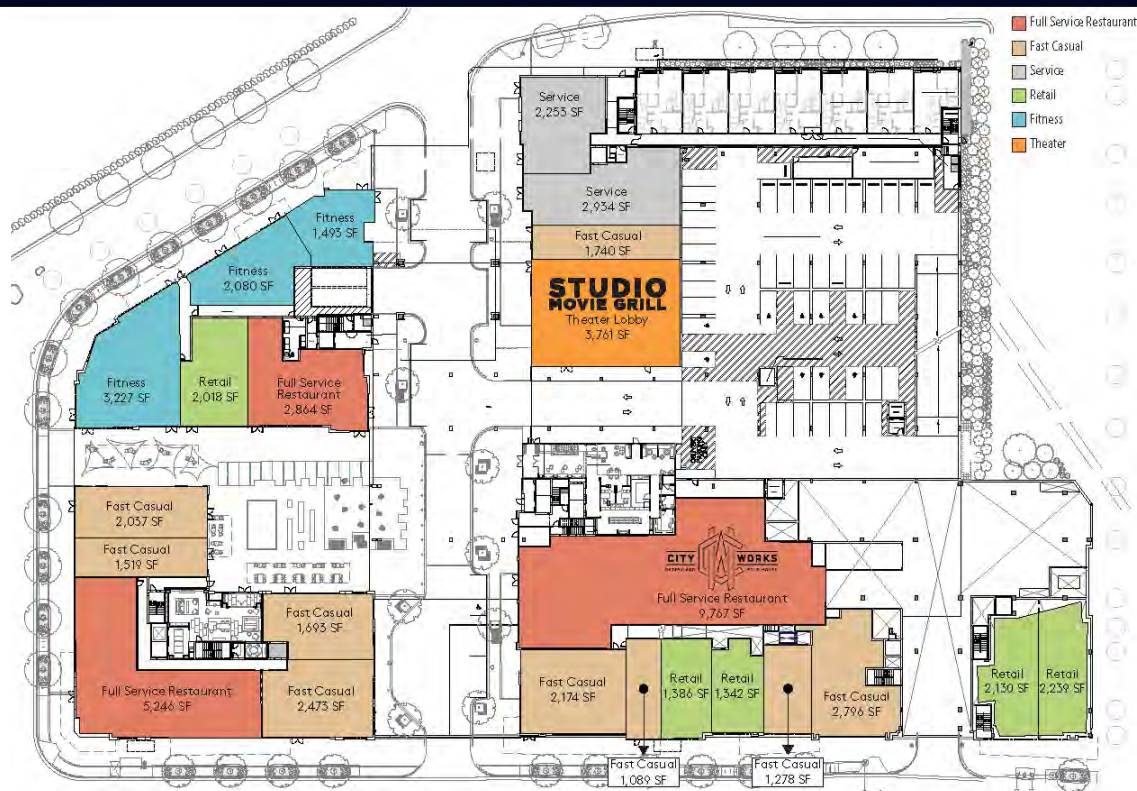 Full Service Restaurant
Fast Casual
Service
Retail
Fitness
Theater
Service
2,253 SF
Service
2,934 SF
Fast Casual
1,740 SF
STUDIO
MOVIE GRILL
Theater Lobby
3,761 SF
Fitness
1,493 SF
Fitness
2,080 SF
Fitness
3,227 SF
Retail
2,018 SF
Full Service
Restaurant
2,864 SF
Fast Casual
2,037 SF
Fast Casual
1,519 SF
Fast Casual
1,693 SF
Full Service Restaurant
5,246 SF
Fast Casual
2,473 SF
CITY WORKS
Full Service Restaurant
9,767 SF
Fast Casual
2,174 SF
Retail
1,386 SF
Retail
1,342 SF
Fast Casual
2,796 SF
Retail
2,130 SF
Retail
2,239 SF
Fast Casual
1,089 SF
Fast Casual
1,278 SF